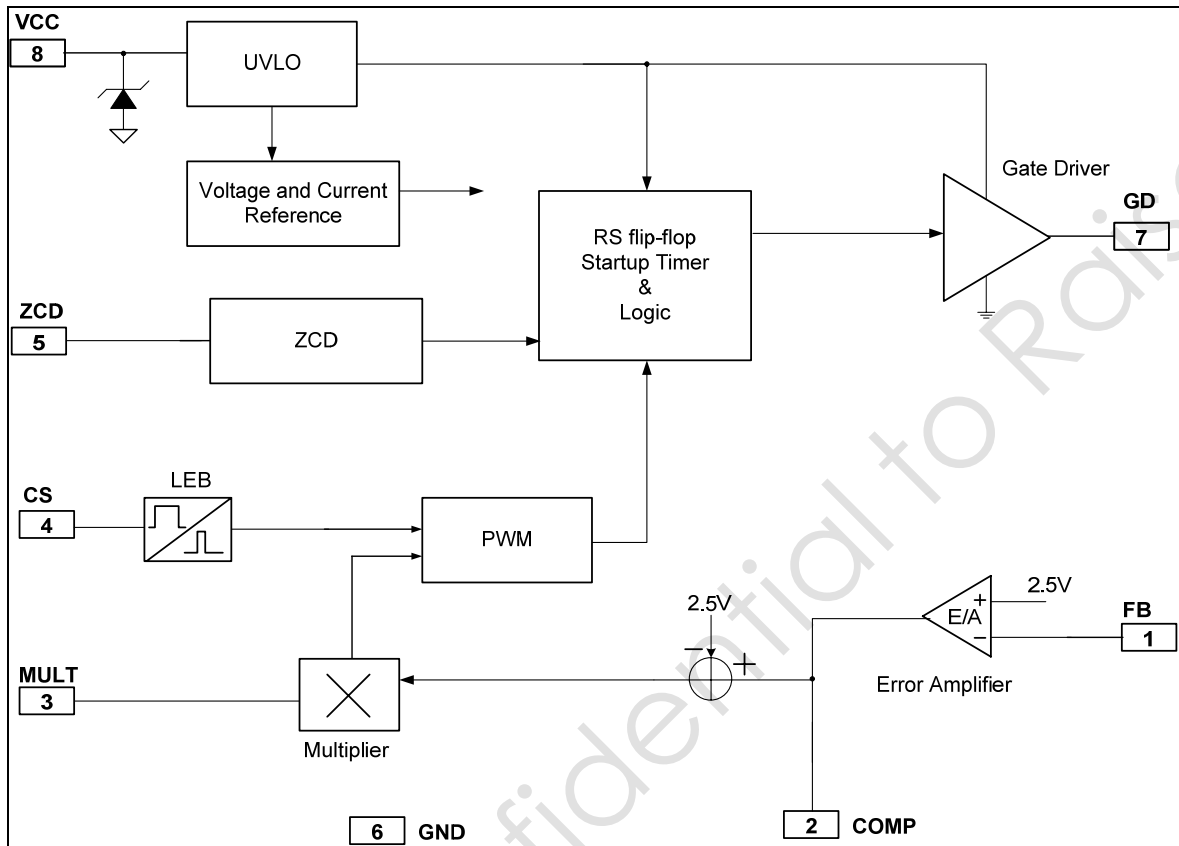 VCC
8
UVLO
Voltage and Current
Reference
Gate Driver
GD
7
RS flip-flop
Startup Timer
&
Logic
ZCD
5
ZCD
LEB
CS
4
PWM
2.5V
−
+
E/A
+
−
2.5V
FB
1
Error Amplifier
MULT
3
Multiplier
6
GND
2
COMP